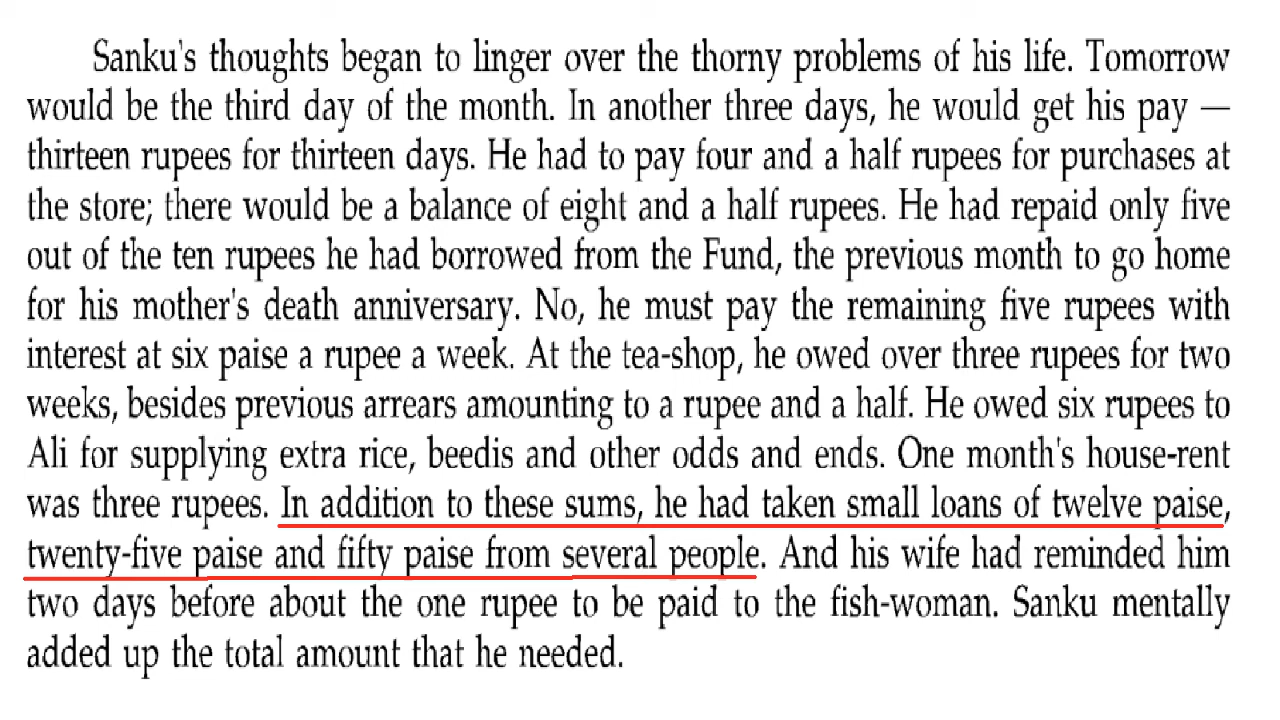 Sanku's thoughts began to linger over the thorny problems of his life. Tomorrow
would be the third day of the month. In another three days, he would get his pay —
thirteen rupees for thirteen days. He had to pay four and a half rupees for purchases at
the store; there would be a balance of eight and a half rupees. He had repaid only five
out of the ten rupees he had borrowed from the Fund, the previous month to go home
for his mother's death anniversary. No, he must pay the remaining five rupees with
interest at six paise a rupee a week. At the tea-shop, he owed over three rupees for two
weeks, besides previous arrears amounting to a rupee and a half. He owed six rupees to
Ali for supplying extra rice, beedis and other odds and ends. One month's house-rent
was three rupees. In addition to these sums, he had taken small loans of twelve paise,
twenty-five paise and fifty paise from several people. And his wife had reminded him
two days before about the one rupee to be paid to the fish-woman. Sanku mentally
added up the total amount that he needed.